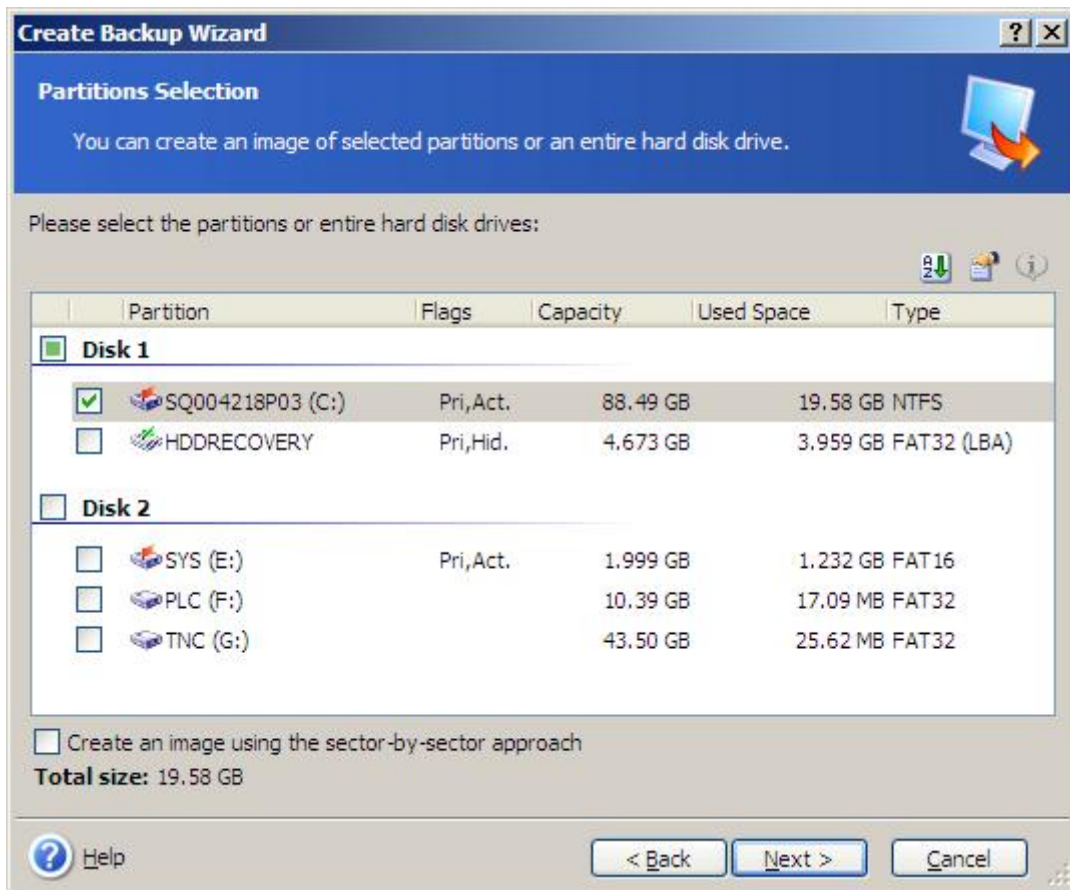 Create Backup Wizard
Partitions Selection
You can create an image of selected partitions or an entire hard disk drive.
Please select the partitions or entire hard disk drives:
Partition Flags Capacity Used Space Type
Disk 1
SQ004218P03 (C:) Pri,Act. 88.49 GB 19.58 GB NTFS
HDDRECOVERY Pri,Hid. 4.673 GB 3.959 GB FAT32 (LBA)
Disk 2
SYS (E:) Pri,Act. 1.999 GB 1.232 GB FAT16
PLC (F:) 10.39 GB 17.09 MB FAT32
TNC (G:) 43.50 GB 25.62 MB FAT32
Create an image using the sector-by-sector approach
Total size: 19.58 GB
Help < Back Next > Cancel